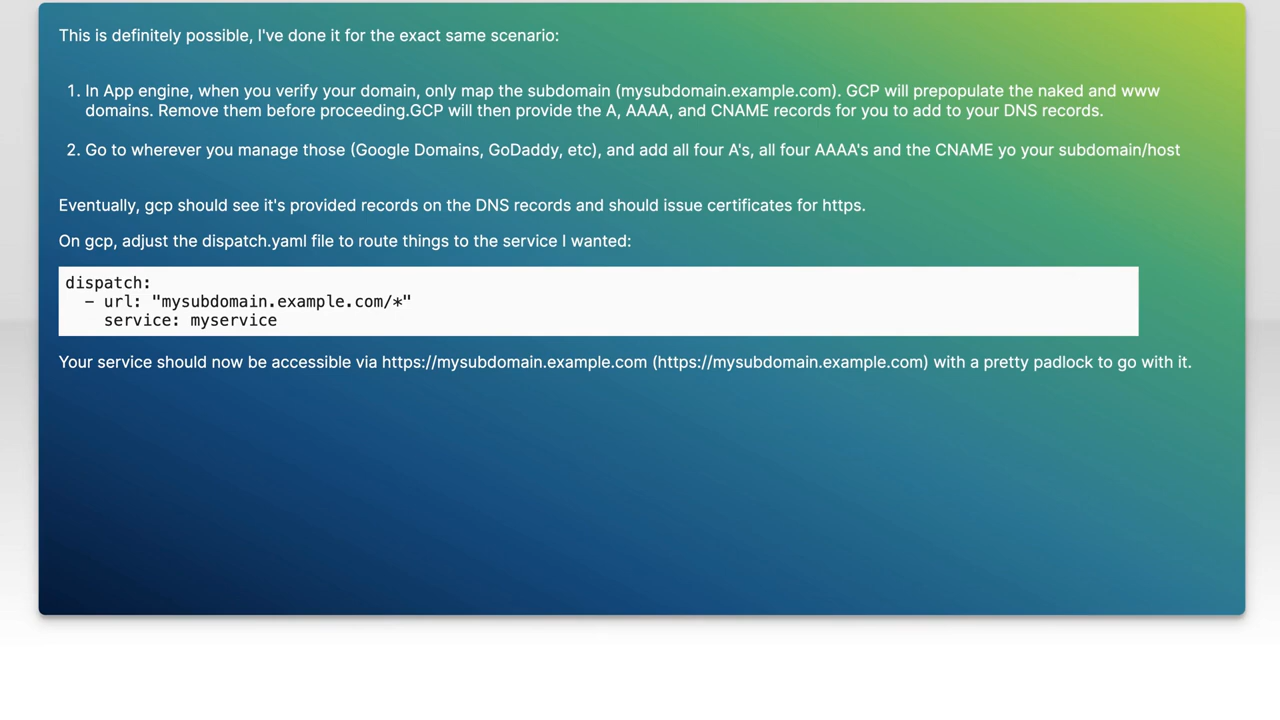 This is definitely possible, I've done it for the exact same scenario:
1. In App engine, when you verify your domain, only map the subdomain (mysubdomain.example.com). GCP will prepopulate the naked and www
domains. Remove them before proceeding.GCP will then provide the A, AAAA, and CNAME records for you to add to your DNS records.
2. Go to wherever you manage those (Google Domains, GoDaddy, etc), and add all four A's, all four AAAA's and the CNAME yo your subdomain/host
Eventually, gcp should see it's provided records on the DNS records and should issue certificates for https.
On gcp, adjust the dispatch.yaml file to route things to the service I wanted:
dispatch:
  - url: "mysubdomain.example.com/*"
    service: myservice
Your service should now be accessible via https://mysubdomain.example.com (https://mysubdomain.example.com) with a pretty padlock to go with it.